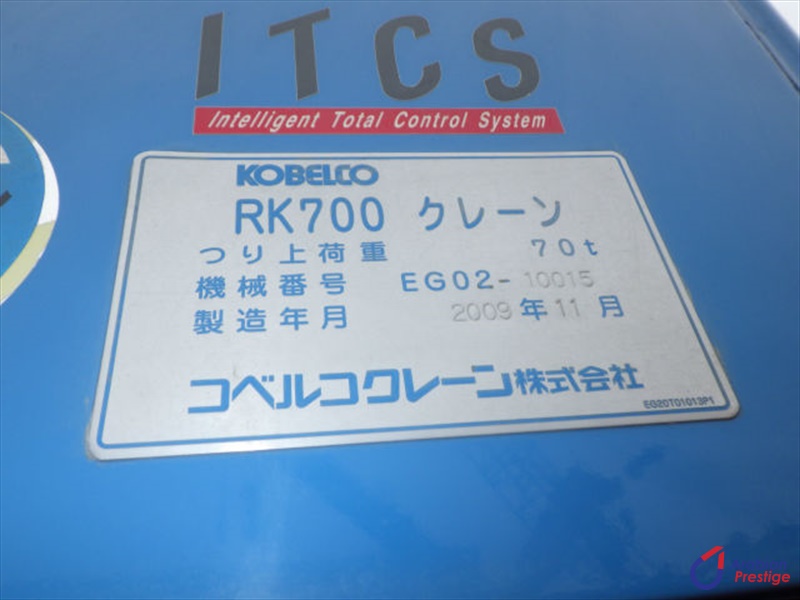 ITCS
Intelligent Total Control System
KOBELCO
RK700 クレーン
つり上荷重 70t
機械番号 EG02-10015
製造年月 2009年11月
コベルコクレーン株式会社
EG20T01013P1
Prestige